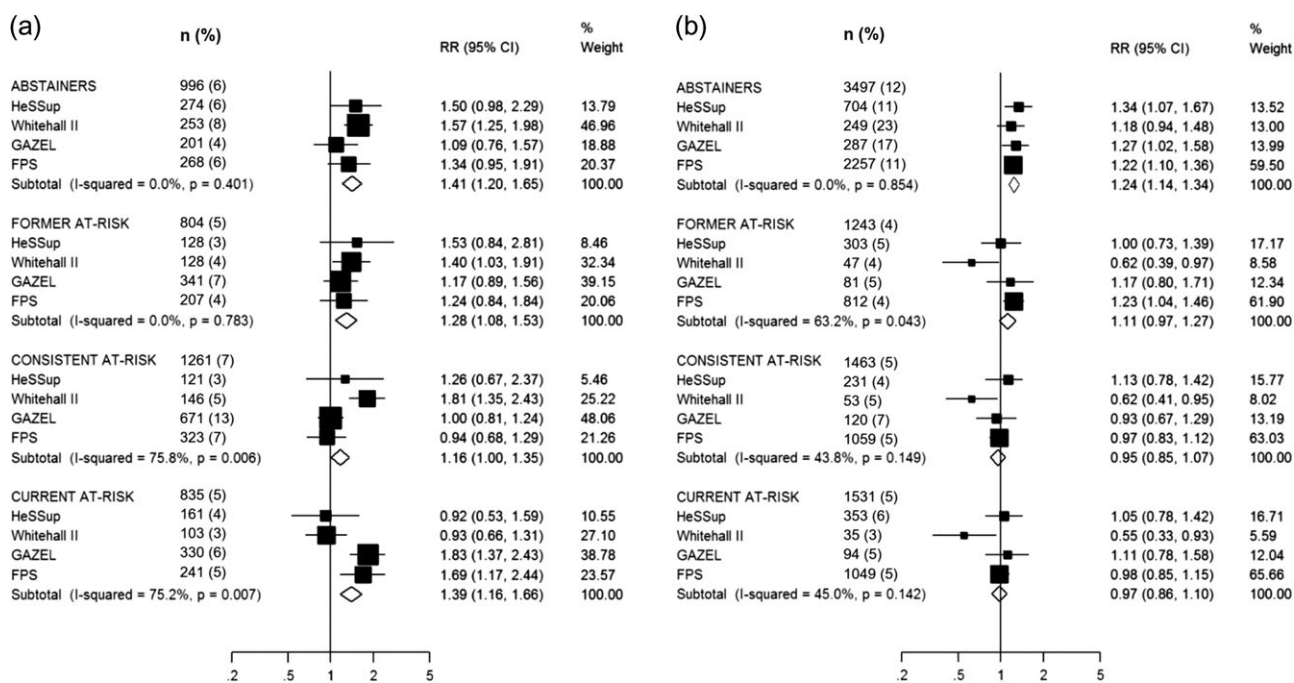 (a) n (%) RR (95% CI) % Weight
ABSTAINERS 996 (6)
HeSSup 274 (6) 1.50 (0.98, 2.29) 13.79
Whitehall II 253 (8) 1.57 (1.25, 1.98) 46.96
GAZEL 201 (4) 1.09 (0.76, 1.57) 18.88
FPS 268 (6) 1.34 (0.95, 1.91) 20.37
Subtotal (I-squared = 0.0%, p = 0.401) 1.41 (1.20, 1.65) 100.00
FORMER AT-RISK 804 (5)
HeSSup 128 (3) 1.53 (0.84, 2.81) 8.46
Whitehall II 128 (4) 1.40 (1.03, 1.91) 32.34
GAZEL 341 (7) 1.17 (0.89, 1.56) 39.15
FPS 207 (4) 1.24 (0.84, 1.84) 20.06
Subtotal (I-squared = 0.0%, p = 0.783) 1.28 (1.08, 1.53) 100.00
CONSISTENT AT-RISK 1261 (7)
HeSSup 121 (3) 1.26 (0.67, 2.37) 5.46
Whitehall II 146 (5) 1.81 (1.35, 2.43) 25.22
GAZEL 671 (13) 1.00 (0.81, 1.24) 48.06
FPS 323 (7) 0.94 (0.68, 1.29) 21.26
Subtotal (I-squared = 75.8%, p = 0.006) 1.16 (1.00, 1.35) 100.00
CURRENT AT-RISK 835 (5)
HeSSup 161 (4) 0.92 (0.53, 1.59) 10.55
Whitehall II 103 (3) 0.93 (0.66, 1.31) 27.10
GAZEL 330 (6) 1.83 (1.37, 2.43) 38.78
FPS 241 (5) 1.69 (1.17, 2.44) 23.57
Subtotal (I-squared = 75.2%, p = 0.007) 1.39 (1.16, 1.66) 100.00
.2 1 2 5
(b) n (%) RR (95% CI) % Weight
ABSTAINERS 3497 (12)
HeSSup 704 (11) 1.34 (1.07, 1.67) 13.52
Whitehall II 249 (23) 1.18 (0.94, 1.48) 13.00
GAZEL 287 (17) 1.27 (1.02, 1.58) 13.99
FPS 2257 (11) 1.22 (1.10, 1.36) 59.50
Subtotal (I-squared = 0.0%, p = 0.854) 1.24 (1.14, 1.34) 100.00
FORMER AT-RISK 1243 (4)
HeSSup 303 (5) 1.00 (0.73, 1.39) 17.17
Whitehall II 47 (4) 0.62 (0.39, 0.97) 8.58
GAZEL 81 (5) 1.17 (0.80, 1.71) 12.34
FPS 812 (4) 1.23 (1.04, 1.46) 61.90
Subtotal (I-squared = 63.2%, p = 0.043) 1.11 (0.97, 1.27) 100.00
CONSISTENT AT-RISK 1463 (5)
HeSSup 231 (4) 1.13 (0.78, 1.42) 15.77
Whitehall II 53 (5) 0.62 (0.41, 0.95) 8.02
GAZEL 120 (7) 0.93 (0.67, 1.29) 13.19
FPS 1059 (5) 0.97 (0.83, 1.12) 63.03
Subtotal (I-squared = 43.8%, p = 0.149) 0.95 (0.85, 1.07) 100.00
CURRENT AT-RISK 1531 (5)
HeSSup 353 (6) 1.05 (0.78, 1.42) 16.71
Whitehall II 35 (3) 0.55 (0.33, 0.93) 5.59
GAZEL 94 (5) 1.11 (0.78, 1.58) 12.04
FPS 1049 (5) 0.98 (0.85, 1.15) 65.66
Subtotal (I-squared = 45.0%, p = 0.142) 0.97 (0.86, 1.10) 100.00
.2 1 2 5